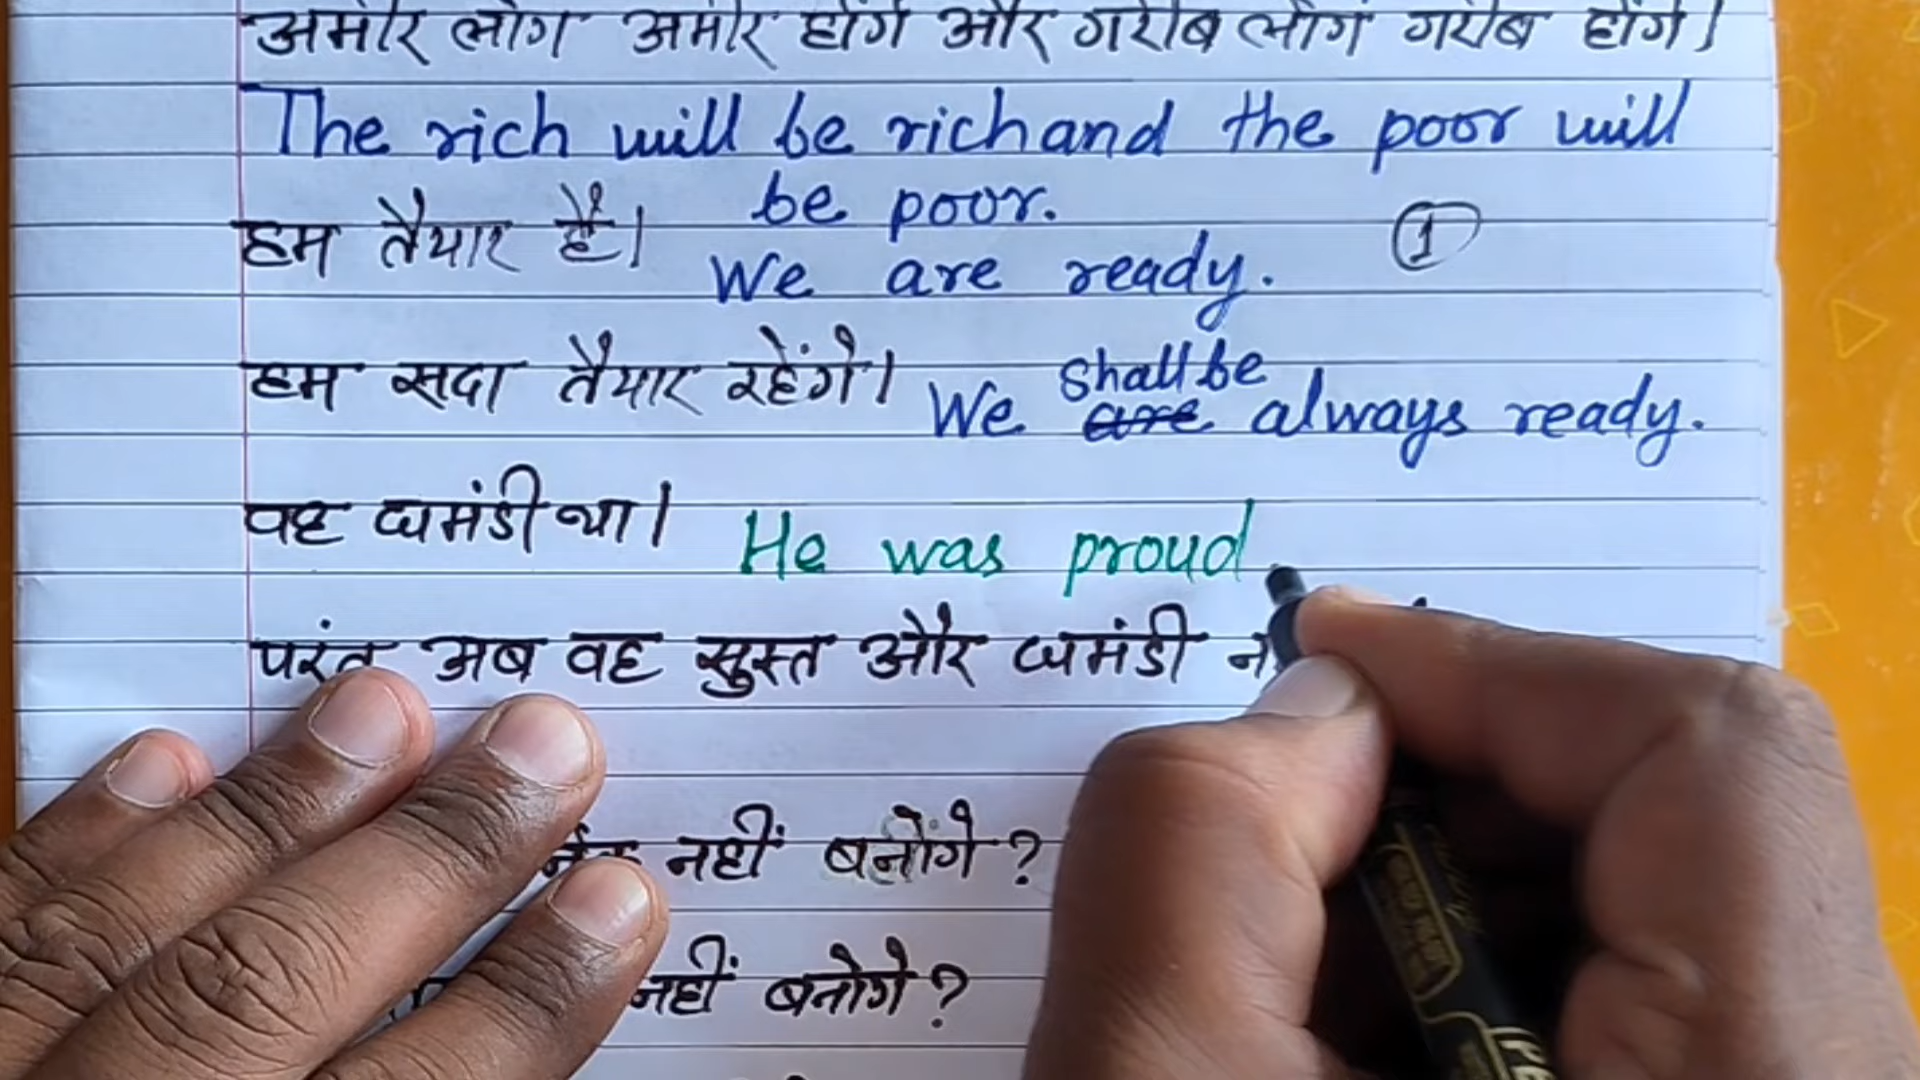 अमीर लोग अमीर होंगे और गरीब लोग गरीब होंगे।
The rich will be rich and the poor will
be poor.
हम तैयार हैं।
We are ready.
①
हम सदा तैयार रहेंगे।
shall be
We are always ready.
वह घमंडी था।
He was proud
परंतु अब वह सुस्त और घमंडी
नहीं बनोगे?
नहीं बनोगे?